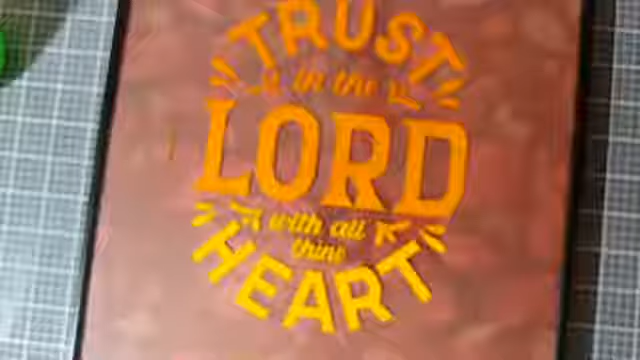 TRUST
in the
LORD
with all
thine
HEART